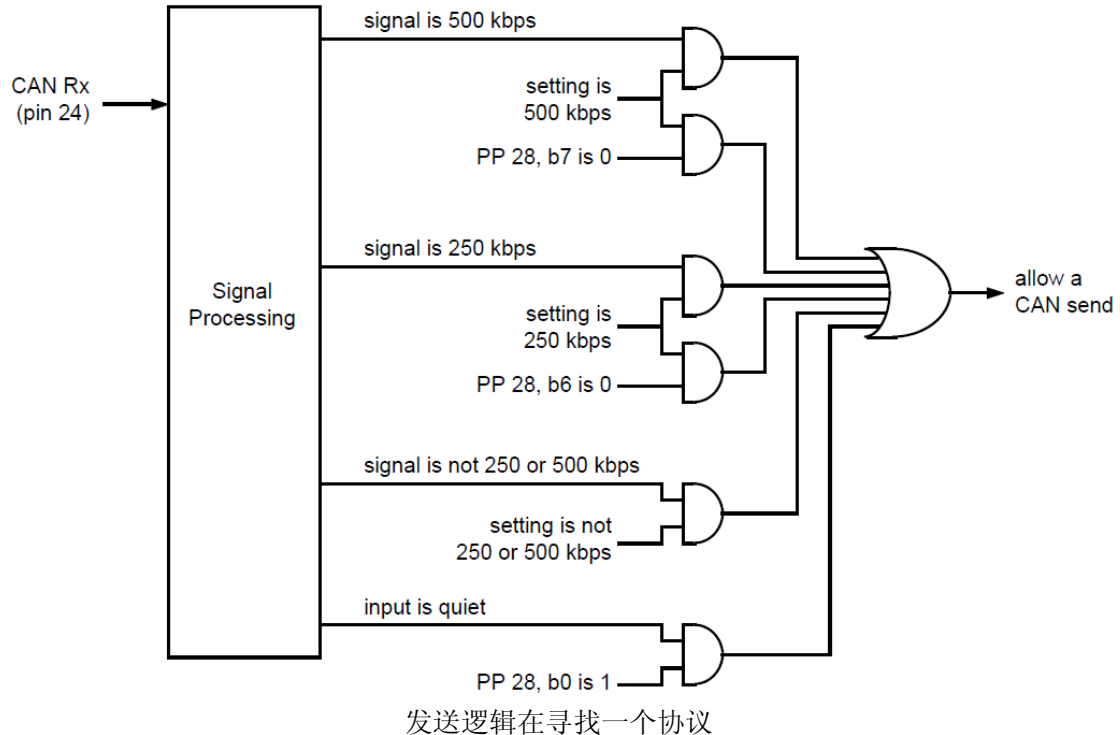 signal is 500 kbps
CAN Rx
(pin 24)
setting is
500 kbps
PP 28, b7 is 0
signal is 250 kbps
Signal
Processing
setting is
250 kbps
PP 28, b6 is 0
allow a
CAN send
signal is not 250 or 500 kbps
setting is not
250 or 500 kbps
input is quiet
PP 28, b0 is 1
发送逻辑在寻找一个协议